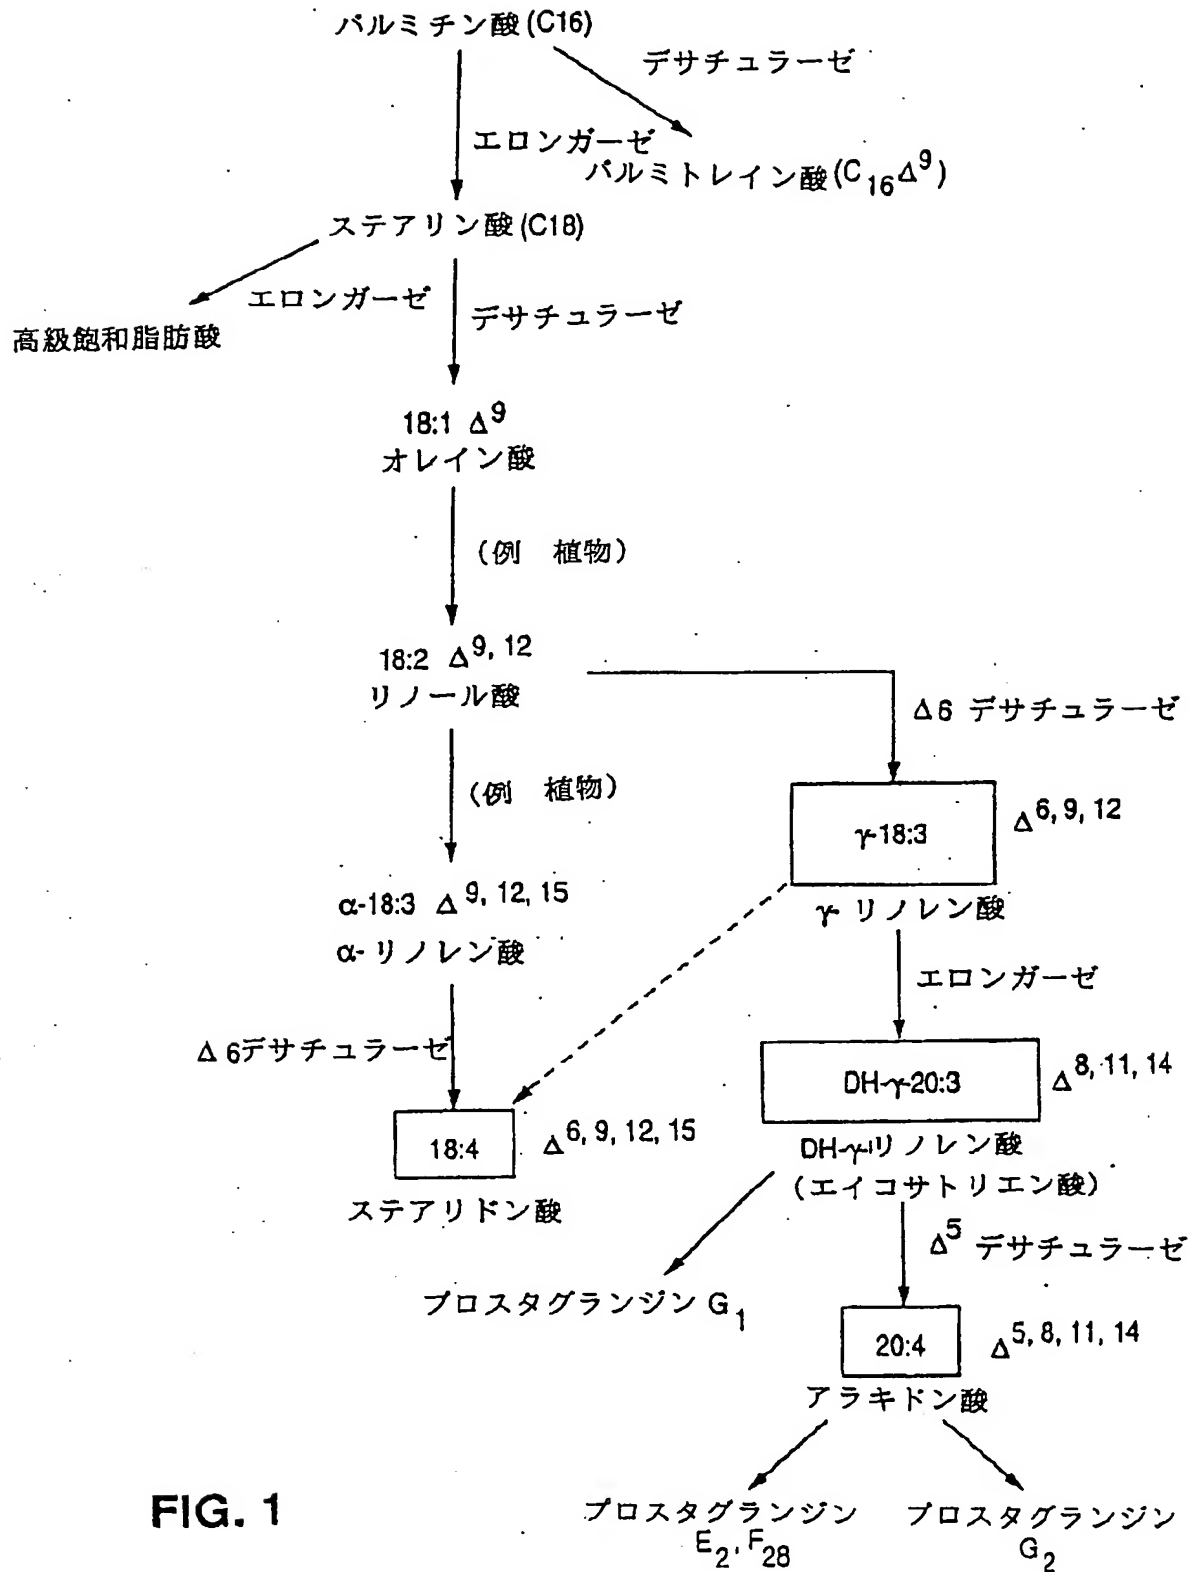 パルミチン酸(C16)
デサチュラーゼ
エロンガーゼ
パルミトレイン酸(C16Δ9)
ステアリン酸(C18)
エロンガーゼ
デサチュラーゼ
高級飽和脂肪酸
18:1 Δ9
オレイン酸
(例 植物)
18:2 Δ9, 12
リノール酸
Δ6 デサチュラーゼ
(例 植物)
γ-18:3
Δ6, 9, 12
α-18:3 Δ9, 12, 15
α-リノレン酸
γ-リノレン酸
エロンガーゼ
Δ6デサチュラーゼ
DH-γ-20:3
Δ8, 11, 14
18:4
Δ6, 9, 12, 15
ステアリドン酸
DH-γ-リノレン酸
(エイコサトリエン酸)
Δ5 デサチュラーゼ
プロスタグランジン G1
20:4
Δ5, 8, 11, 14
アラキドン酸
プロスタグランジン
E2, F28
プロスタグランジン
G2
FIG. 1